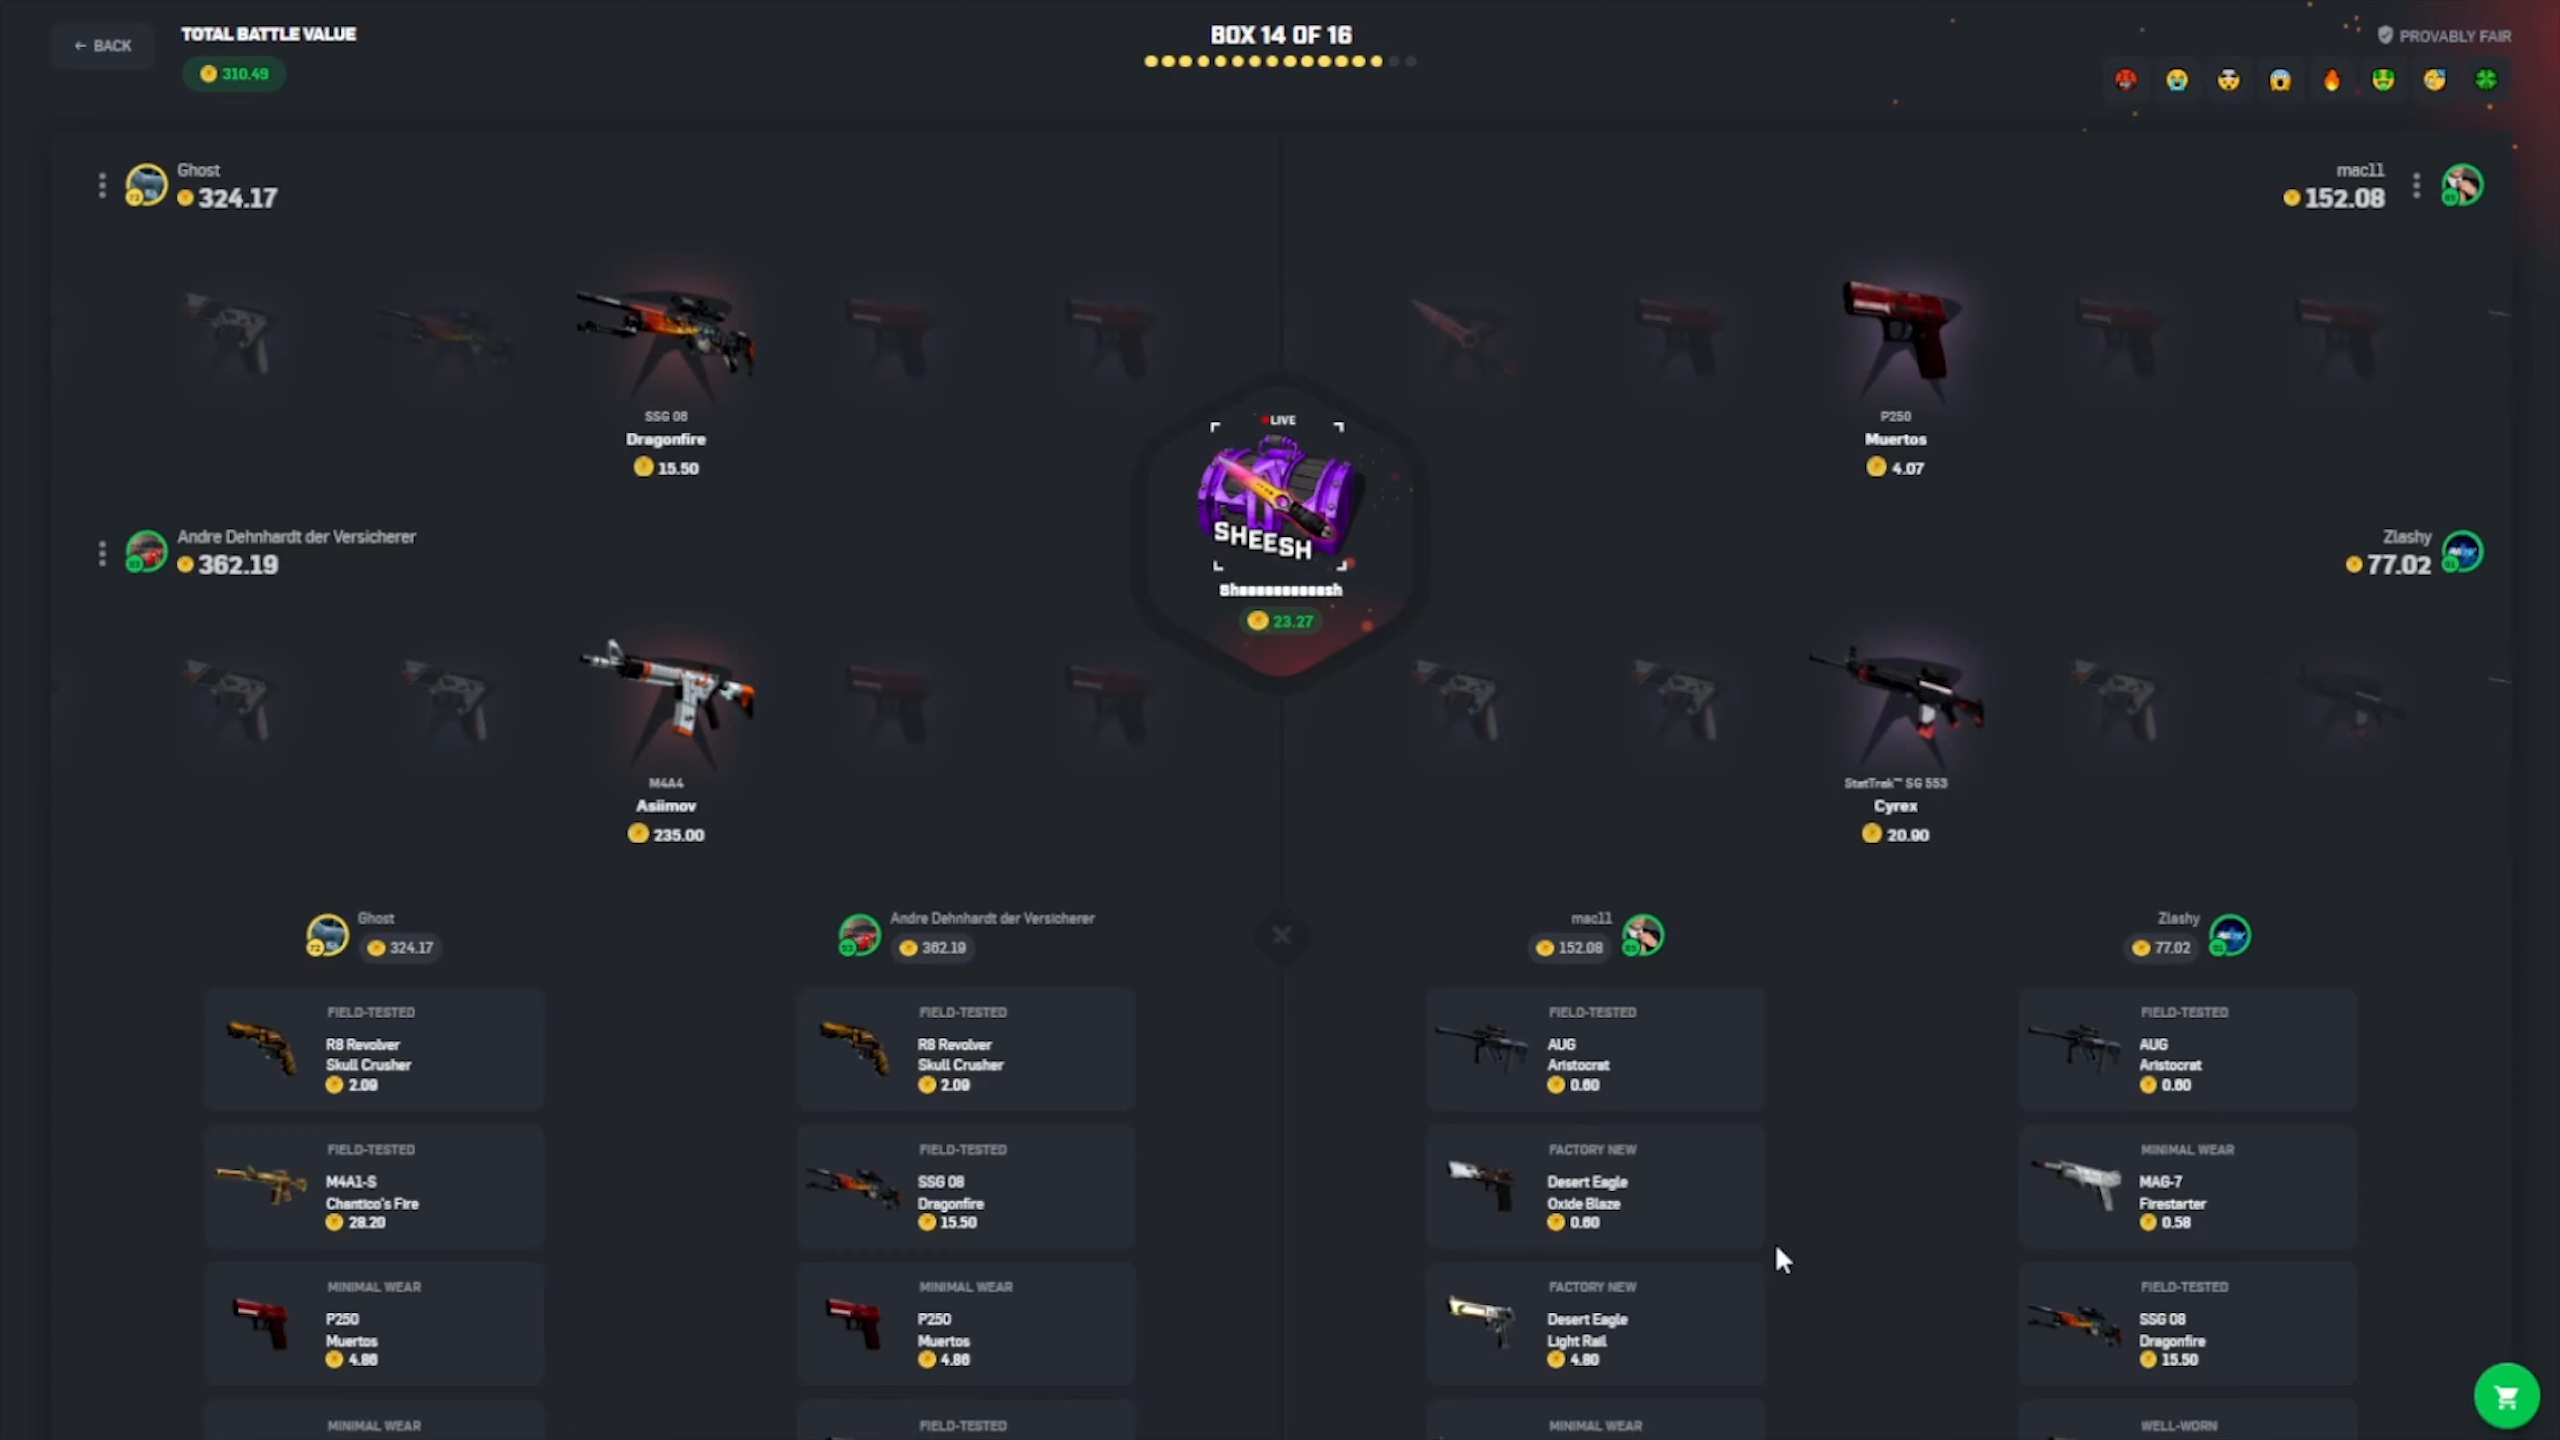 ← BACK
TOTAL BATTLE VALUE
310.49
BOX 14 OF 16
PROVABLY FAIR
Ghost
324.17
mac11
152.08
SSG 08
Dragonfire
15.50
P250
Muertos
4.07
LIVE
SHEESH
23.27
Andre Dehnhardt der Versicherer
362.19
Zlashy
77.02
M4A4
Asiimov
235.00
StatTrak™ SG 553
Cyrex
20.90
Ghost
324.17
Andre Dehnhardt der Versicherer
362.19
mac11
152.08
Zlashy
77.02
FIELD-TESTED
R8 Revolver
Skull Crusher
2.09
FIELD-TESTED
R8 Revolver
Skull Crusher
2.09
FIELD-TESTED
AUG
Aristocrat
0.60
FIELD-TESTED
AUG
Aristocrat
0.60
FIELD-TESTED
M4A1-S
Chantico's Fire
28.20
FIELD-TESTED
SSG 08
Dragonfire
15.50
FACTORY NEW
Desert Eagle
Oxide Blaze
0.60
MINIMAL WEAR
MAG-7
Firestarter
0.58
MINIMAL WEAR
P250
Muertos
4.86
MINIMAL WEAR
P250
Muertos
4.86
FACTORY NEW
Desert Eagle
Light Rail
4.80
FIELD-TESTED
SSG 08
Dragonfire
15.50
MINIMAL WEAR
FIELD-TESTED
MINIMAL WEAR
WELL-WORN